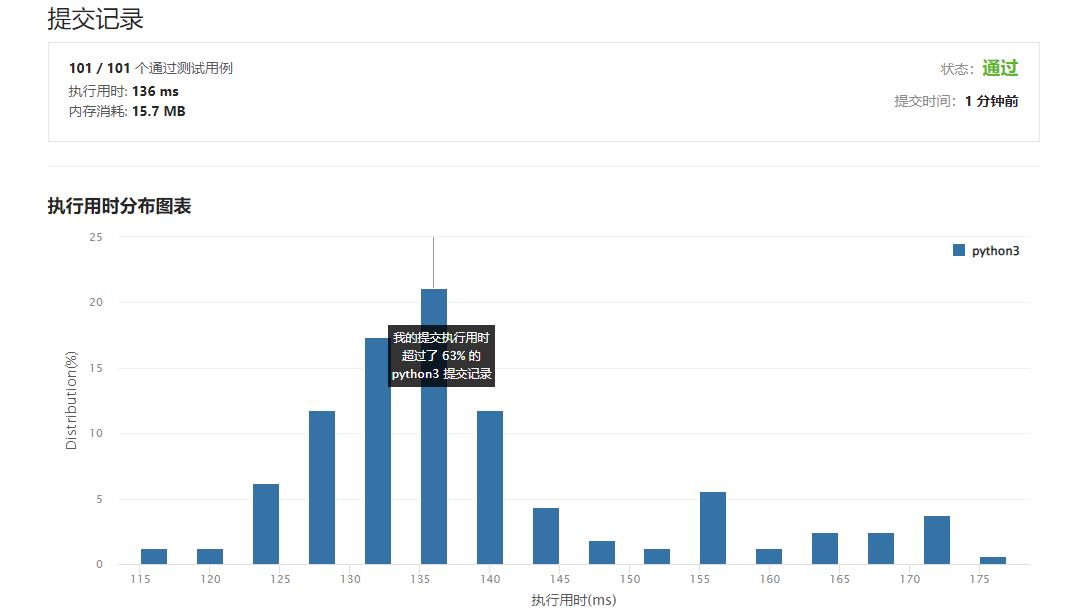 提交记录
101 / 101 个通过测试用例
状态：通过
执行用时: 136 ms
提交时间：1 分钟前
内存消耗: 15.7 MB
执行用时分布图表
25
20
15
10
5
0
Distribution(%)
python3
我的提交执行用时
超过了 63% 的
python3 提交记录
115 120 125 130 135 140 145 150 155 160 165 170 175
执行用时(ms)